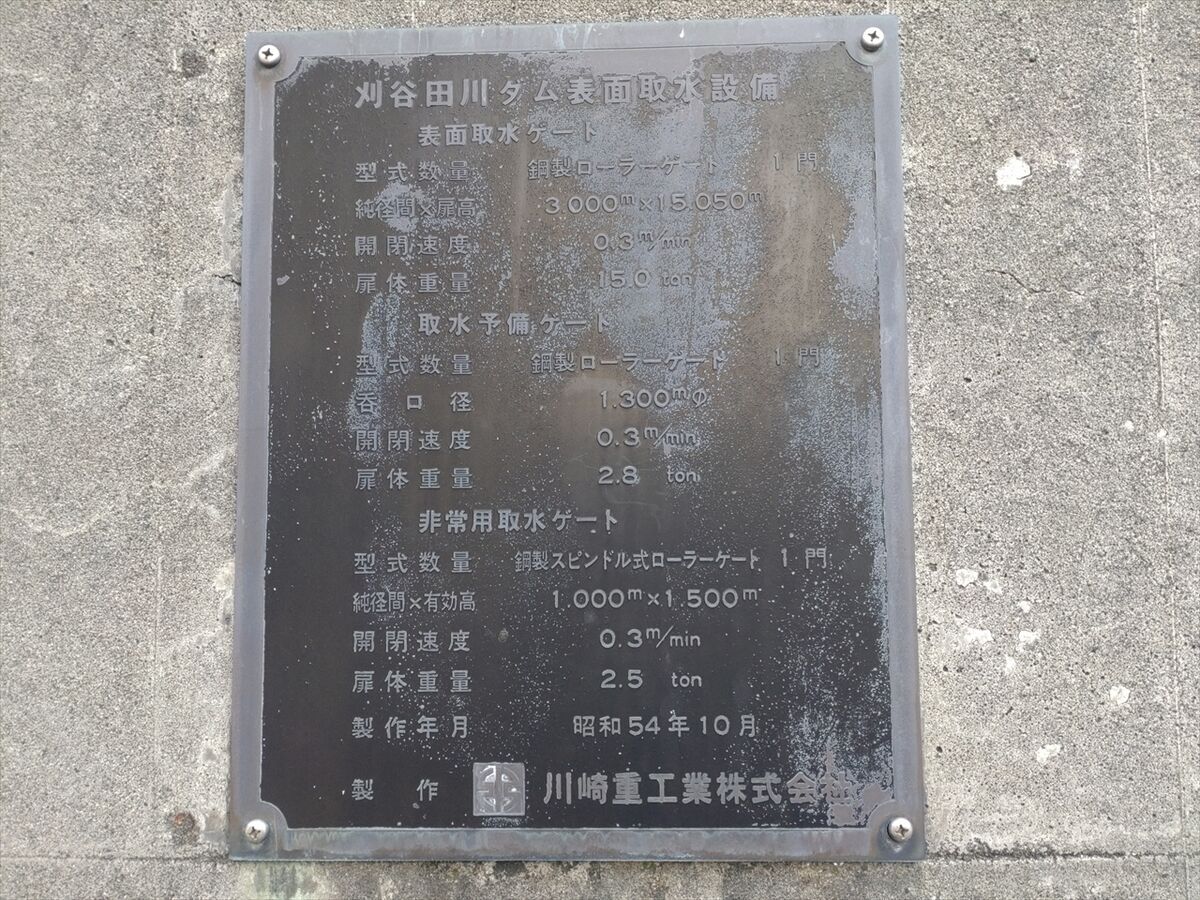 刈谷田川ダム表面取水設備
表面取水ゲート
型式数量 鋼製ローラーゲート 1門
純径間×扉高 3.000m×15.050m
開閉速度 0.3m/min
扉体重量 15.0 ton
取水予備ゲート
型式数量 鋼製ローラーゲート 1門
呑口径 1.300mの
開閉速度 0.3m/min
扉体重量 2.8 ton
非常用取水ゲート
型式数量 鋼製スピンドル式ローラーゲート 1門
純径間×有効高 1.000m×1.500m
開閉速度 0.3m/min
扉体重量 2.5 ton
製作年月 昭和54年10月
製作 川崎重工業株式会社